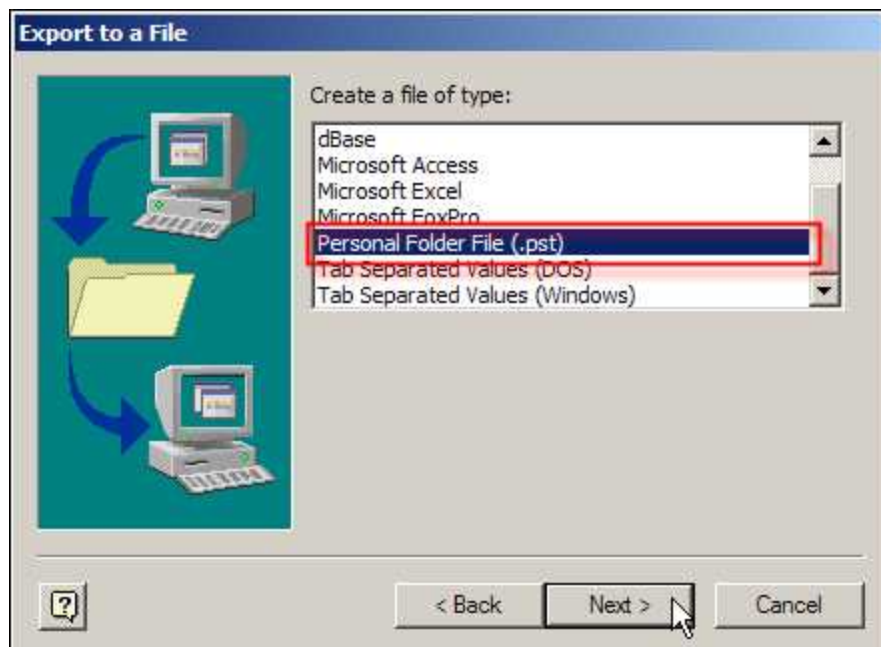 Export to a File
Create a file of type:
dBase
Microsoft Access
Microsoft Excel
Microsoft FoxPro
Personal Folder File (.pst)
Tab Separated Values (DOS)
Tab Separated Values (Windows)
?
< Back
Next >
Cancel